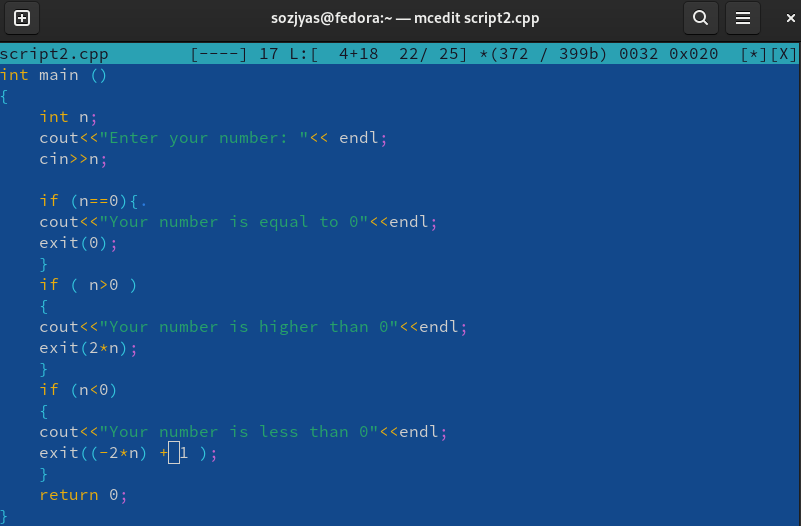 sozjyas@fedora:~ — mcedit script2.cpp
script2.cpp [----] 17 L:[ 4+18 22/ 25] *(372 / 399b) 0032 0x020 [*][X]
int main ()
{
    int n;
    cout<<"Enter your number: "<< endl;
    cin>>n;

    if (n==0){.
    cout<<"Your number is equal to 0"<<endl;
    exit(0);
    }
    if ( n>0 )
    {
    cout<<"Your number is higher than 0"<<endl;
    exit(2*n);
    }
    if (n<0)
    {
    cout<<"Your number is less than 0"<<endl;
    exit((-2*n) + 1 );
    }
    return 0;
}